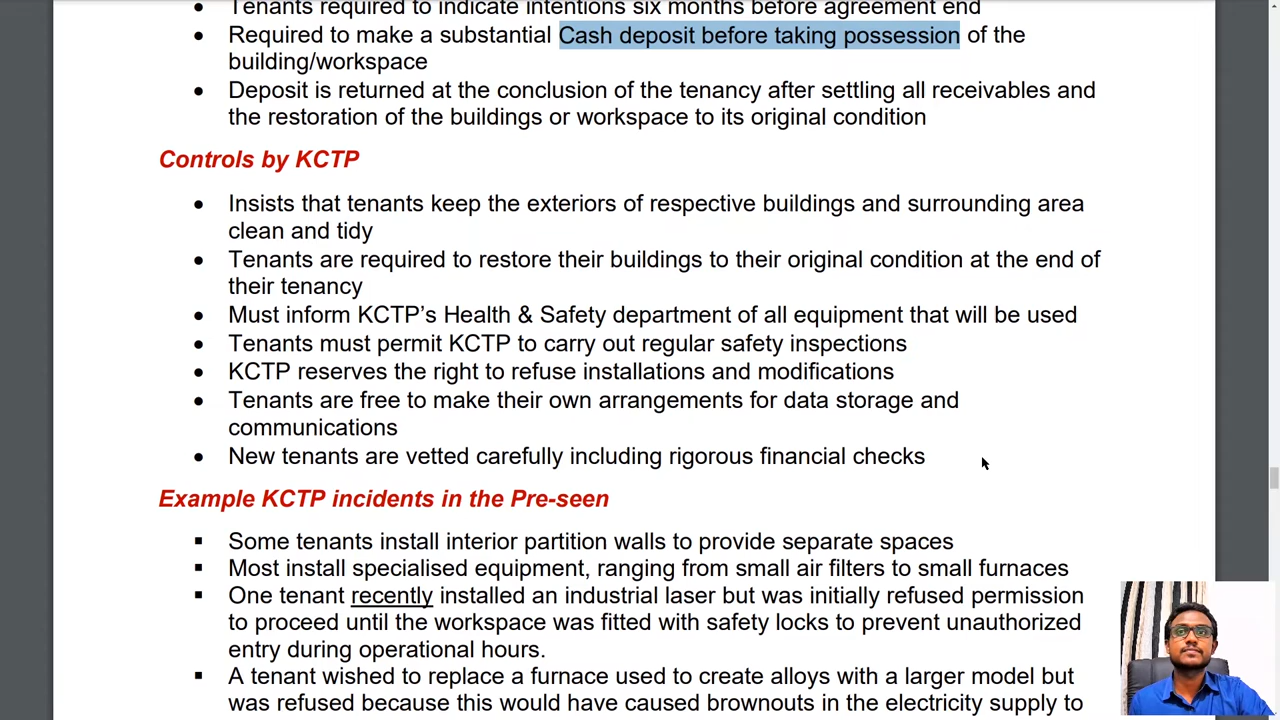 Tenants required to indicate intentions six months before agreement end
• Required to make a substantial Cash deposit before taking possession of the
building/workspace
• Deposit is returned at the conclusion of the tenancy after settling all receivables and
the restoration of the buildings or workspace to its original condition
Controls by KCTP
• Insists that tenants keep the exteriors of respective buildings and surrounding area
clean and tidy
• Tenants are required to restore their buildings to their original condition at the end of
their tenancy
• Must inform KCTP’s Health & Safety department of all equipment that will be used
• Tenants must permit KCTP to carry out regular safety inspections
• KCTP reserves the right to refuse installations and modifications
• Tenants are free to make their own arrangements for data storage and
communications
• New tenants are vetted carefully including rigorous financial checks
Example KCTP incidents in the Pre-seen
▪ Some tenants install interior partition walls to provide separate spaces
▪ Most install specialised equipment, ranging from small air filters to small furnaces
▪ One tenant recently installed an industrial laser but was initially refused permission
to proceed until the workspace was fitted with safety locks to prevent unauthorized
entry during operational hours.
▪ A tenant wished to replace a furnace used to create alloys with a larger model but
was refused because this would have caused brownouts in the electricity supply to